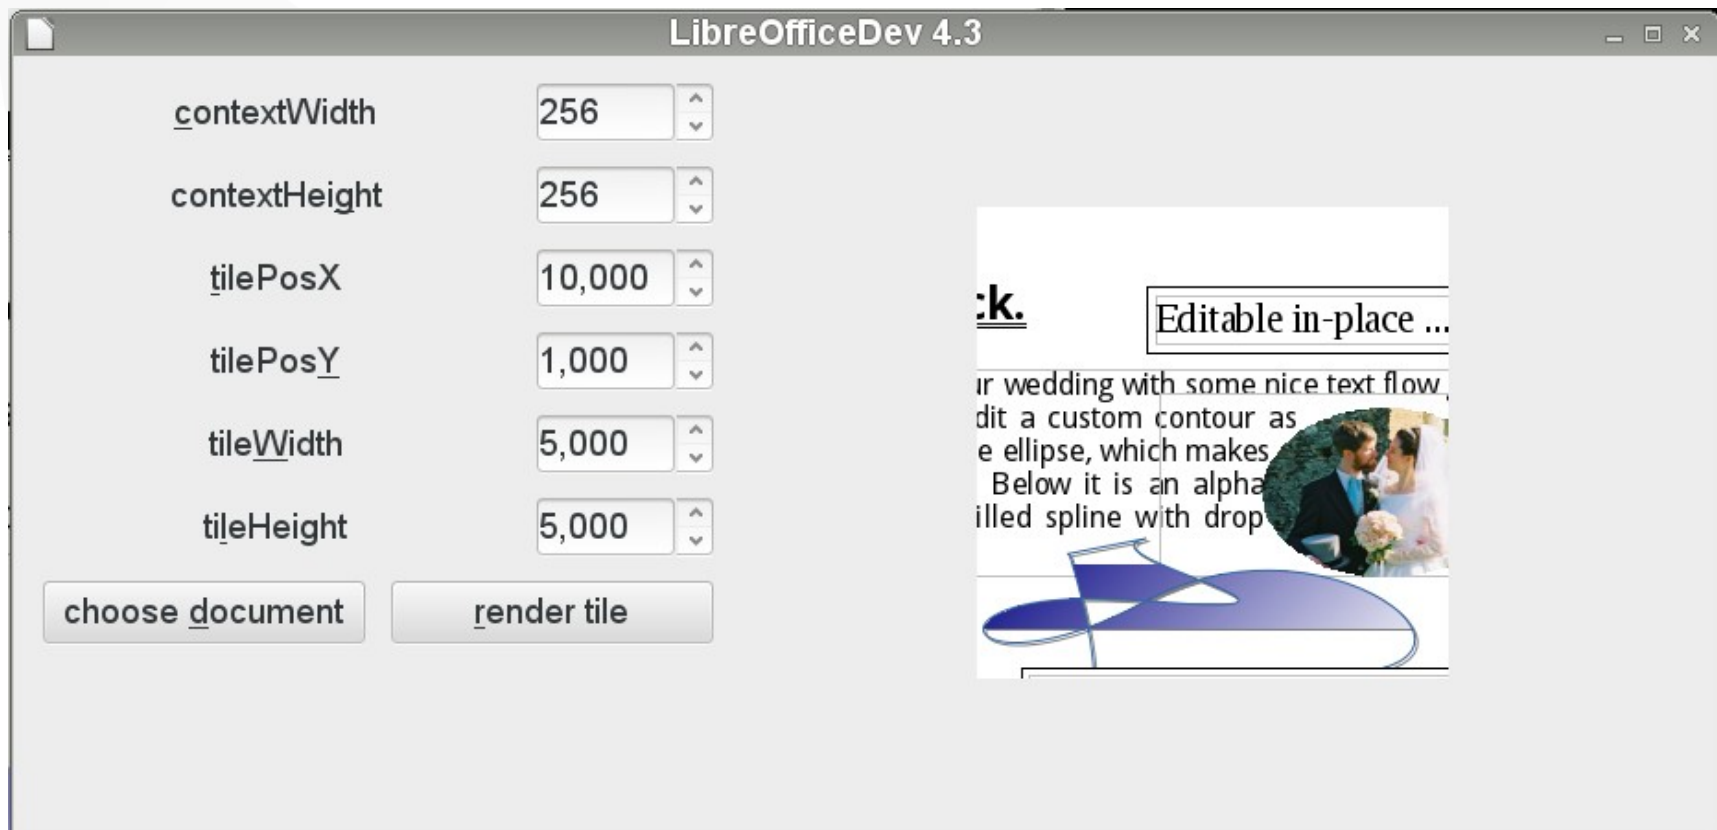 LibreOfficeDev 4.3
contextWidth 256
contextHeight 256
tilePosX 10,000
tilePosY 1,000
tileWidth 5,000
tileHeight 5,000
choose document render tile
ck.
Editable in-place ...
ur wedding with some nice text flow
dit a custom contour as
e ellipse, which makes
Below it is an alpha
illed spline with drop